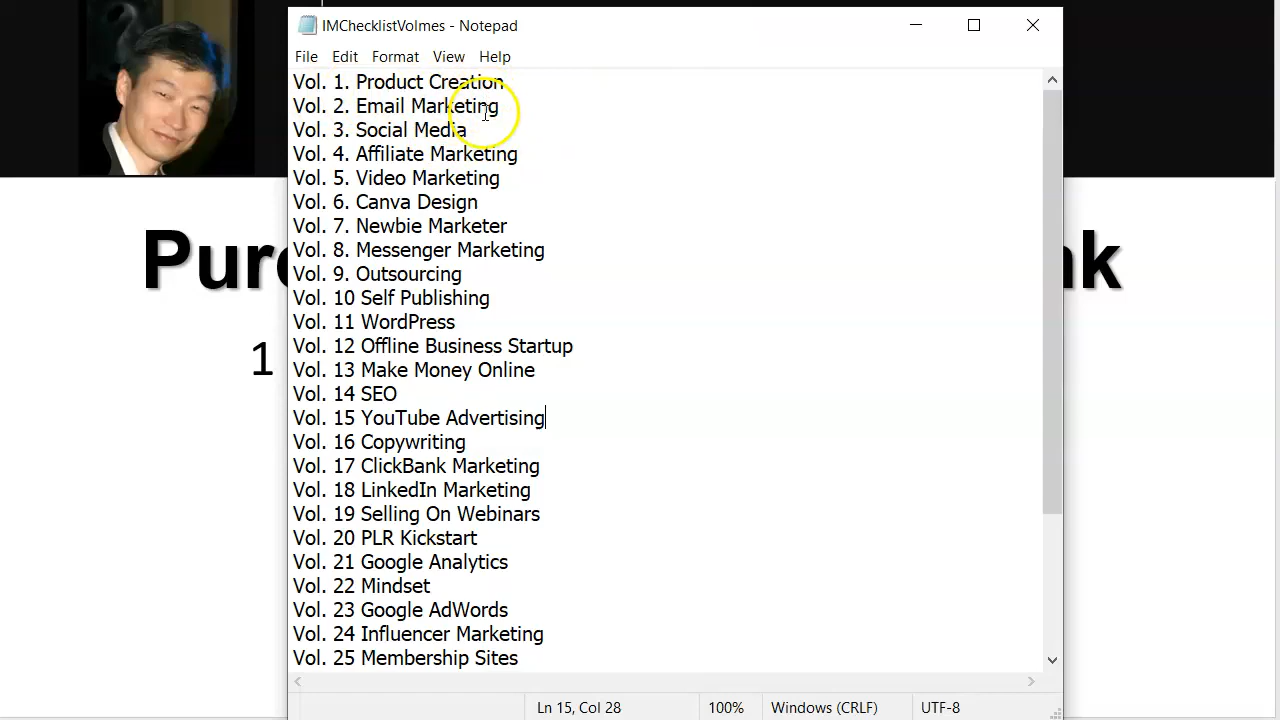 IMChecklistVolmes - Notepad
File Edit Format View Help
Vol. 1. Product Creation
Vol. 2. Email Marketing
Vol. 3. Social Media
Vol. 4. Affiliate Marketing
Vol. 5. Video Marketing
Vol. 6. Canva Design
Vol. 7. Newbie Marketer
Vol. 8. Messenger Marketing
Vol. 9. Outsourcing
Vol. 10 Self Publishing
Vol. 11 WordPress
Vol. 12 Offline Business Startup
Vol. 13 Make Money Online
Vol. 14 SEO
Vol. 15 YouTube Advertising
Vol. 16 Copywriting
Vol. 17 ClickBank Marketing
Vol. 18 LinkedIn Marketing
Vol. 19 Selling On Webinars
Vol. 20 PLR Kickstart
Vol. 21 Google Analytics
Vol. 22 Mindset
Vol. 23 Google AdWords
Vol. 24 Influencer Marketing
Vol. 25 Membership Sites
1
Ln 15, Col 28 100% Windows (CRLF) UTF-8